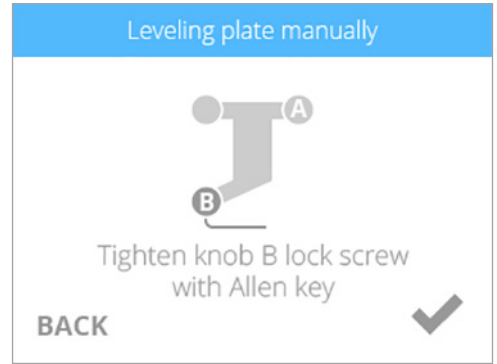 Leveling plate manually
A
B
Tighten knob B lock screw
with Allen key
BACK